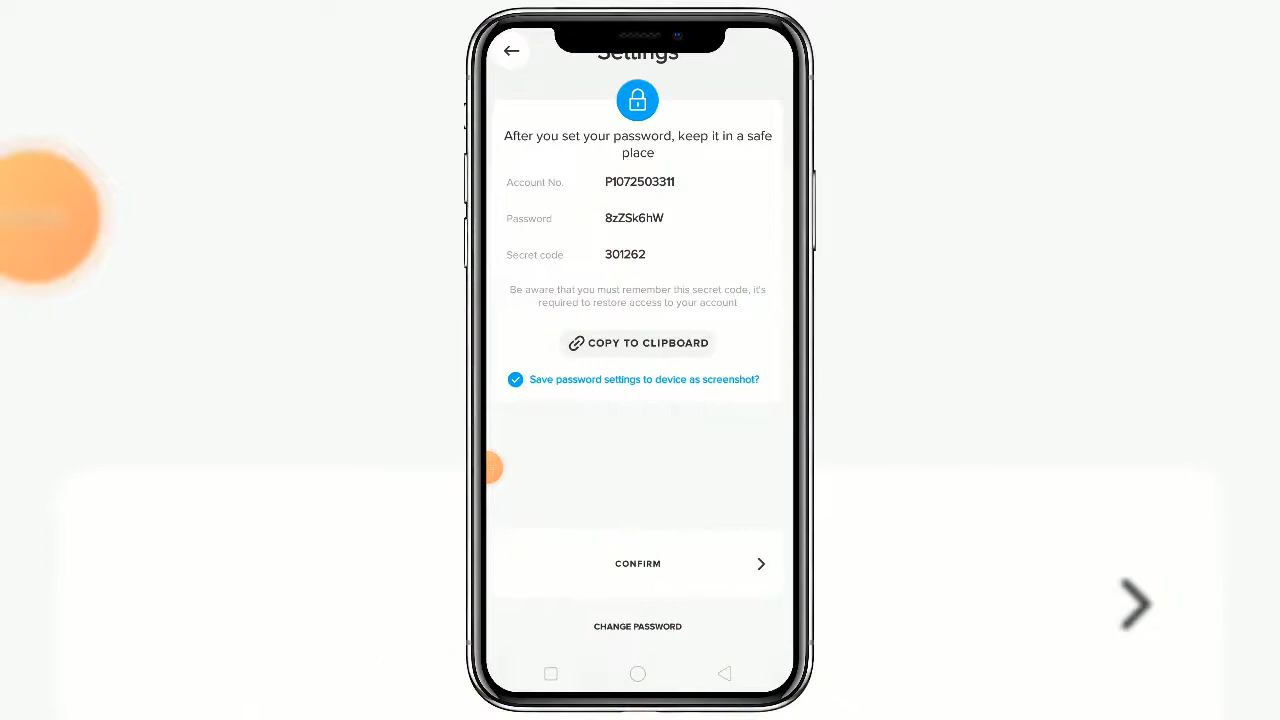 Settings
After you set your password, keep it in a safe
place
Account No. P1072503311
Password 8zZSk6hW
Secret code 301262
Be aware that you must remember this secret code, it's
required to restore access to your account
COPY TO CLIPBOARD
Save password settings to device as screenshot?
CONFIRM
CHANGE PASSWORD